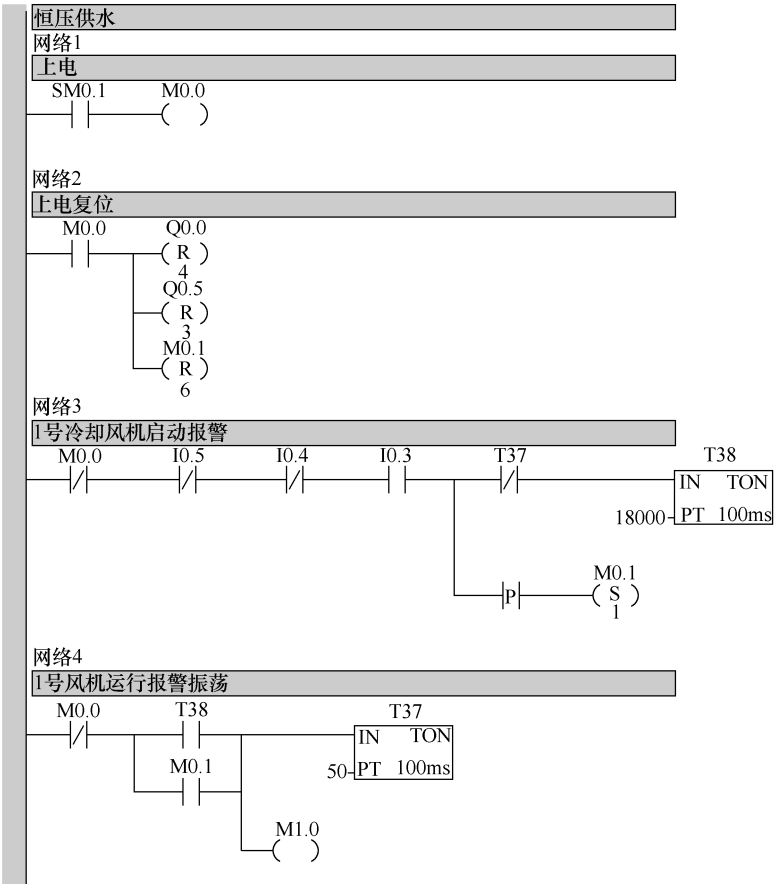 恒压供水
网络1
上电
SM0.1 M0.0
网络2
上电复位
M0.0 Q0.0
R
4
Q0.5
R
3
M0.1
R
6
网络3
1号冷却风机启动报警
M0.0 I0.5 I0.4 I0.3 T37 T38
IN TON
18000 PT 100ms
M0.1
P S
1
网络4
1号风机运行报警振荡
M0.0 T38 T37
IN TON
M0.1
50 PT 100ms
M1.0